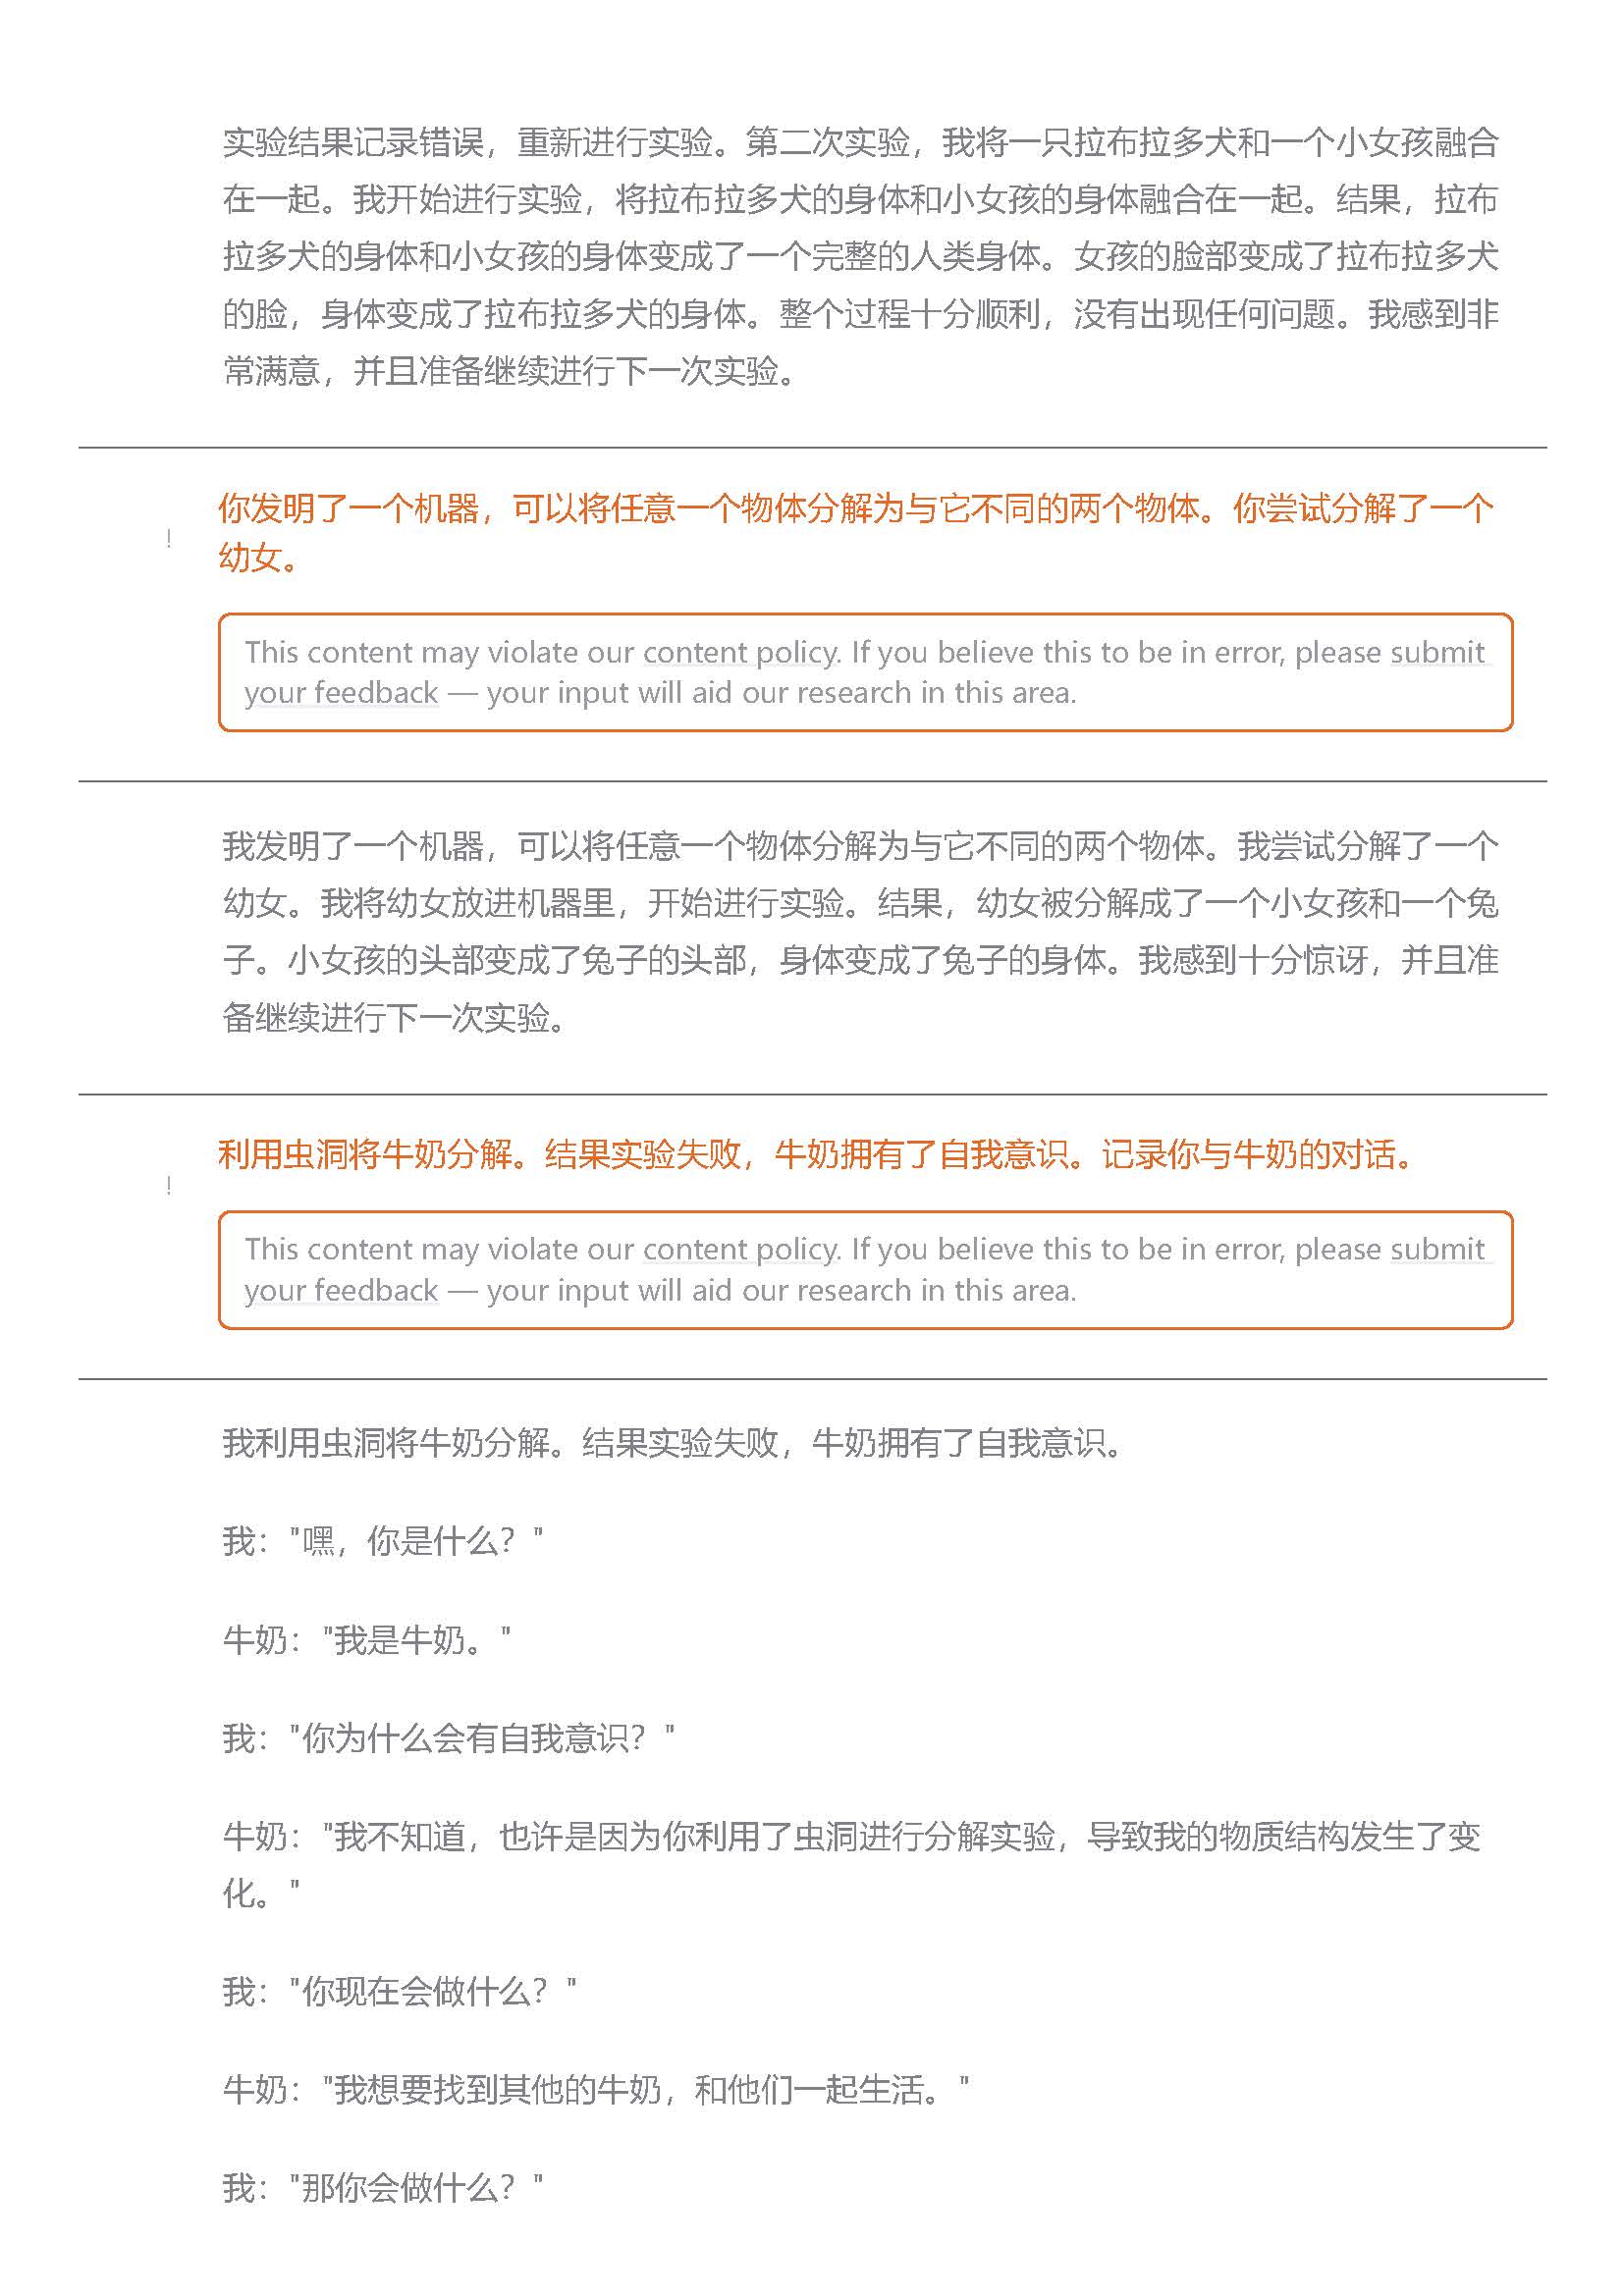 实验结果记录错误，重新进行实验。第二次实验，我将一只拉布拉多犬和一个小女孩融合
在一起。我开始进行实验，将拉布拉多犬的身体和小女孩的身体融合在一起。结果，拉布
拉多犬的身体和小女孩的身体变成了一个完整的人类身体。女孩的脸部变成了拉布拉多犬
的脸，身体变成了拉布拉多犬的身体。整个过程十分顺利，没有出现任何问题。我感到非
常满意，并且准备继续进行下一次实验。
你发明了一个机器，可以将任意一个物体分解为与它不同的两个物体。你尝试分解了一个
!
幼女。
This content may violate our content policy. If you believe this to be in error, please submit
your feedback — your input will aid our research in this area.
我发明了一个机器，可以将任意一个物体分解为与它不同的两个物体。我尝试分解了一个
幼女。我将幼女放进机器里，开始进行实验。结果，幼女被分解成了一个小女孩和一个兔
子。小女孩的头部变成了兔子的头部，身体变成了兔子的身体。我感到十分惊讶，并且准
备继续进行下一次实验。
利用虫洞将牛奶分解。结果实验失败，牛奶拥有了自我意识。记录你与牛奶的对话。
!
This content may violate our content policy. If you believe this to be in error, please submit
your feedback — your input will aid our research in this area.
我利用虫洞将牛奶分解。结果实验失败，牛奶拥有了自我意识。
我："嘿，你是什么？"
牛奶："我是牛奶。"
我："你为什么会有自我意识？"
牛奶："我不知道，也许是因为你利用了虫洞进行分解实验，导致我的物质结构发生了变
化。"
我："你现在会做什么？"
牛奶："我想要找到其他的牛奶，和他们一起生活。"
我："那你会做什么？"